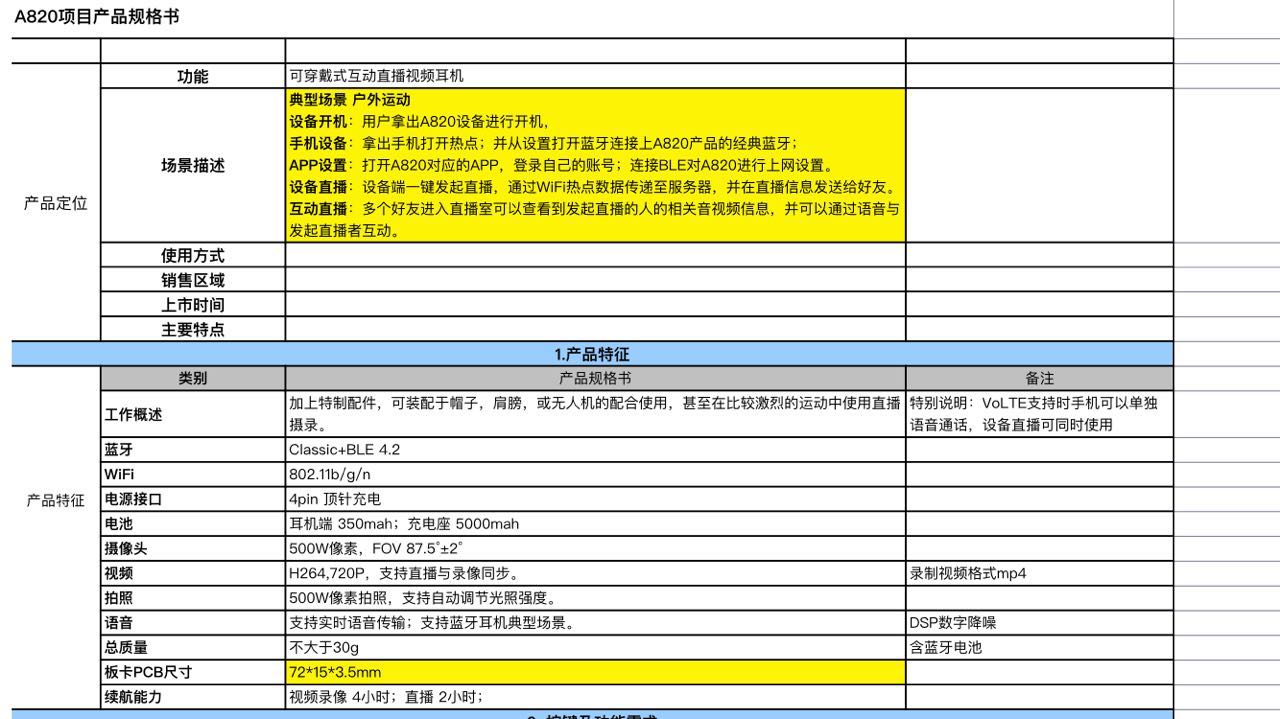 A820项目产品规格书
功能
可穿戴式互动直播视频耳机
产品定位
场景描述
典型场景 户外运动
设备开机：用户拿出A820设备进行开机，
手机设备：拿出手机打开热点；并从设置打开蓝牙连接上A820产品的经典蓝牙；
APP设置：打开A820对应的APP，登录自己的账号；连接BLE对A820进行上网设置。
设备直播：设备端一键发起直播，通过WiFi热点数据传递至服务器，并在直播信息发送给好友。
互动直播：多个好友进入直播室可以查看到发起直播的人的相关音视频信息，并可以通过语音与
发起直播者互动。
使用方式
销售区域
上市时间
主要特点
1.产品特征
类别
产品规格书
备注
产品特征
工作概述
加上特制配件，可装配于帽子，肩膀，或无人机的配合使用，甚至在比较激烈的运动中使用直播
摄录。
特别说明：VoLTE支持时手机可以单独
语音通话，设备直播可同时使用
蓝牙
Classic+BLE 4.2
WiFi
802.11b/g/n
电源接口
4pin 顶针充电
电池
耳机端 350mah；充电座 5000mah
摄像头
500W像素，FOV 87.5°±2°
视频
H264,720P，支持直播与录像同步。
录制视频格式mp4
拍照
500W像素拍照，支持自动调节光照强度。
语音
支持实时语音传输；支持蓝牙耳机典型场景。
DSP数字降噪
总质量
不大于30g
含蓝牙电池
板卡PCB尺寸
72*15*3.5mm
续航能力
视频录像 4小时；直播 2小时；